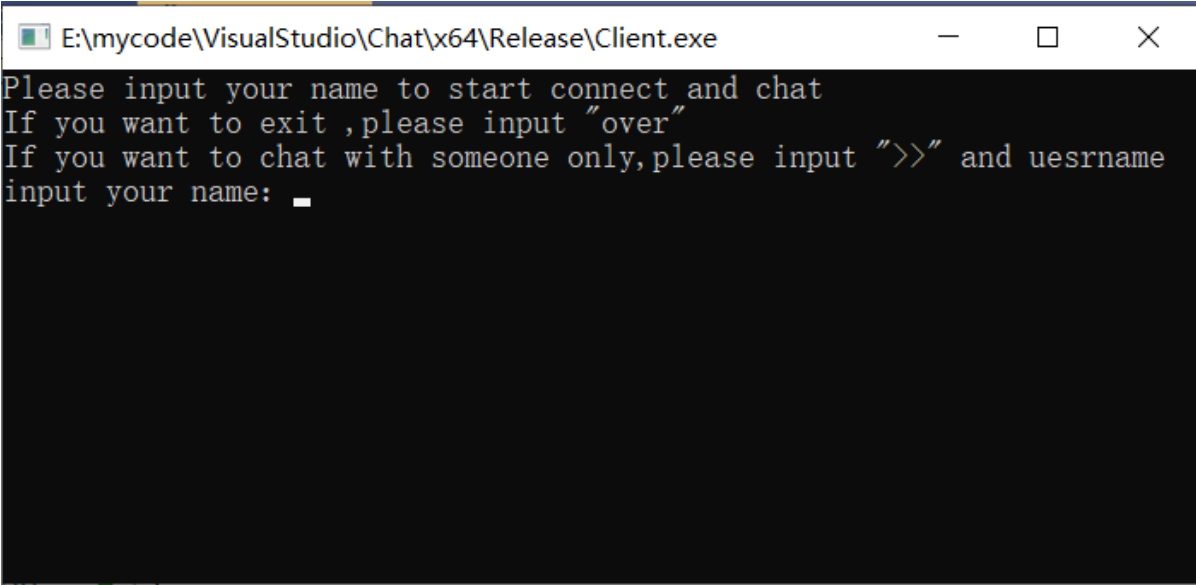 E:\mycode\VisualStudio\Chat\x64\Release\Client.exe
Please input your name to start connect and chat
If you want to exit ,please input "over"
If you want to chat with someone only,please input ">>" and uesrname
input your name: